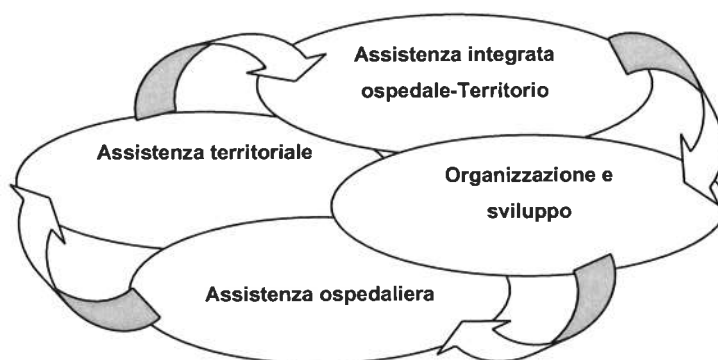 Assistenza integrata
ospedale-Territorio
Assistenza territoriale
Organizzazione e
sviluppo
Assistenza ospedaliera